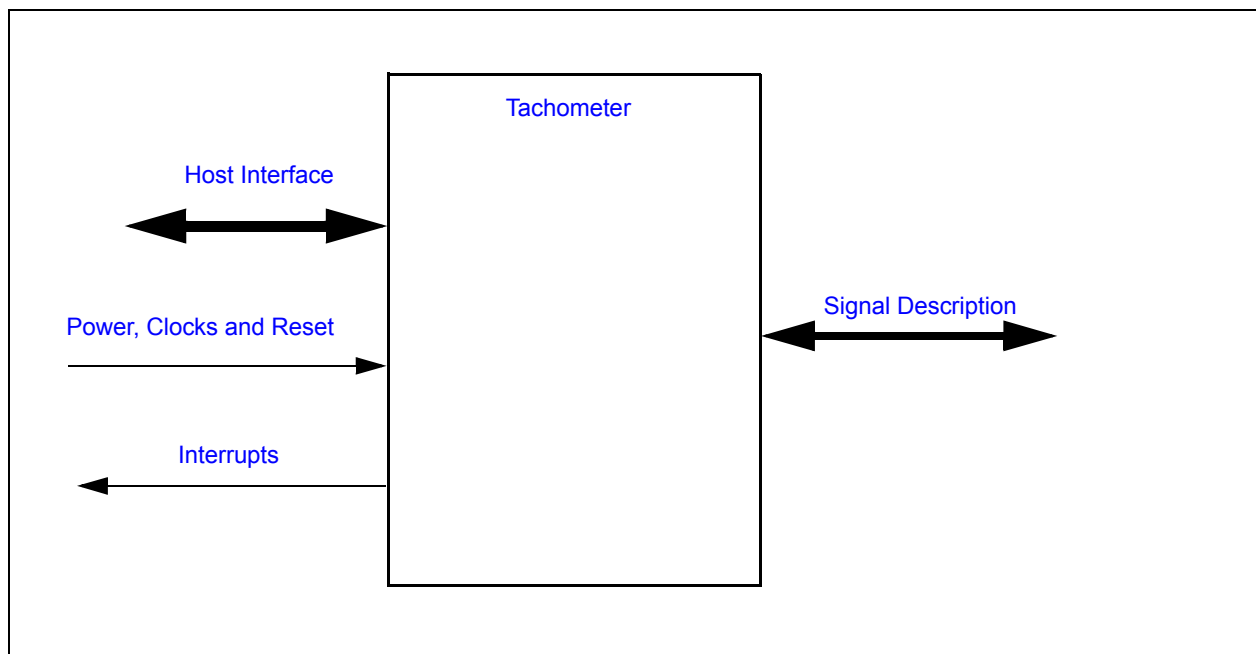 Tachometer
Host Interface
Signal Description
Power, Clocks and Reset
Interrupts